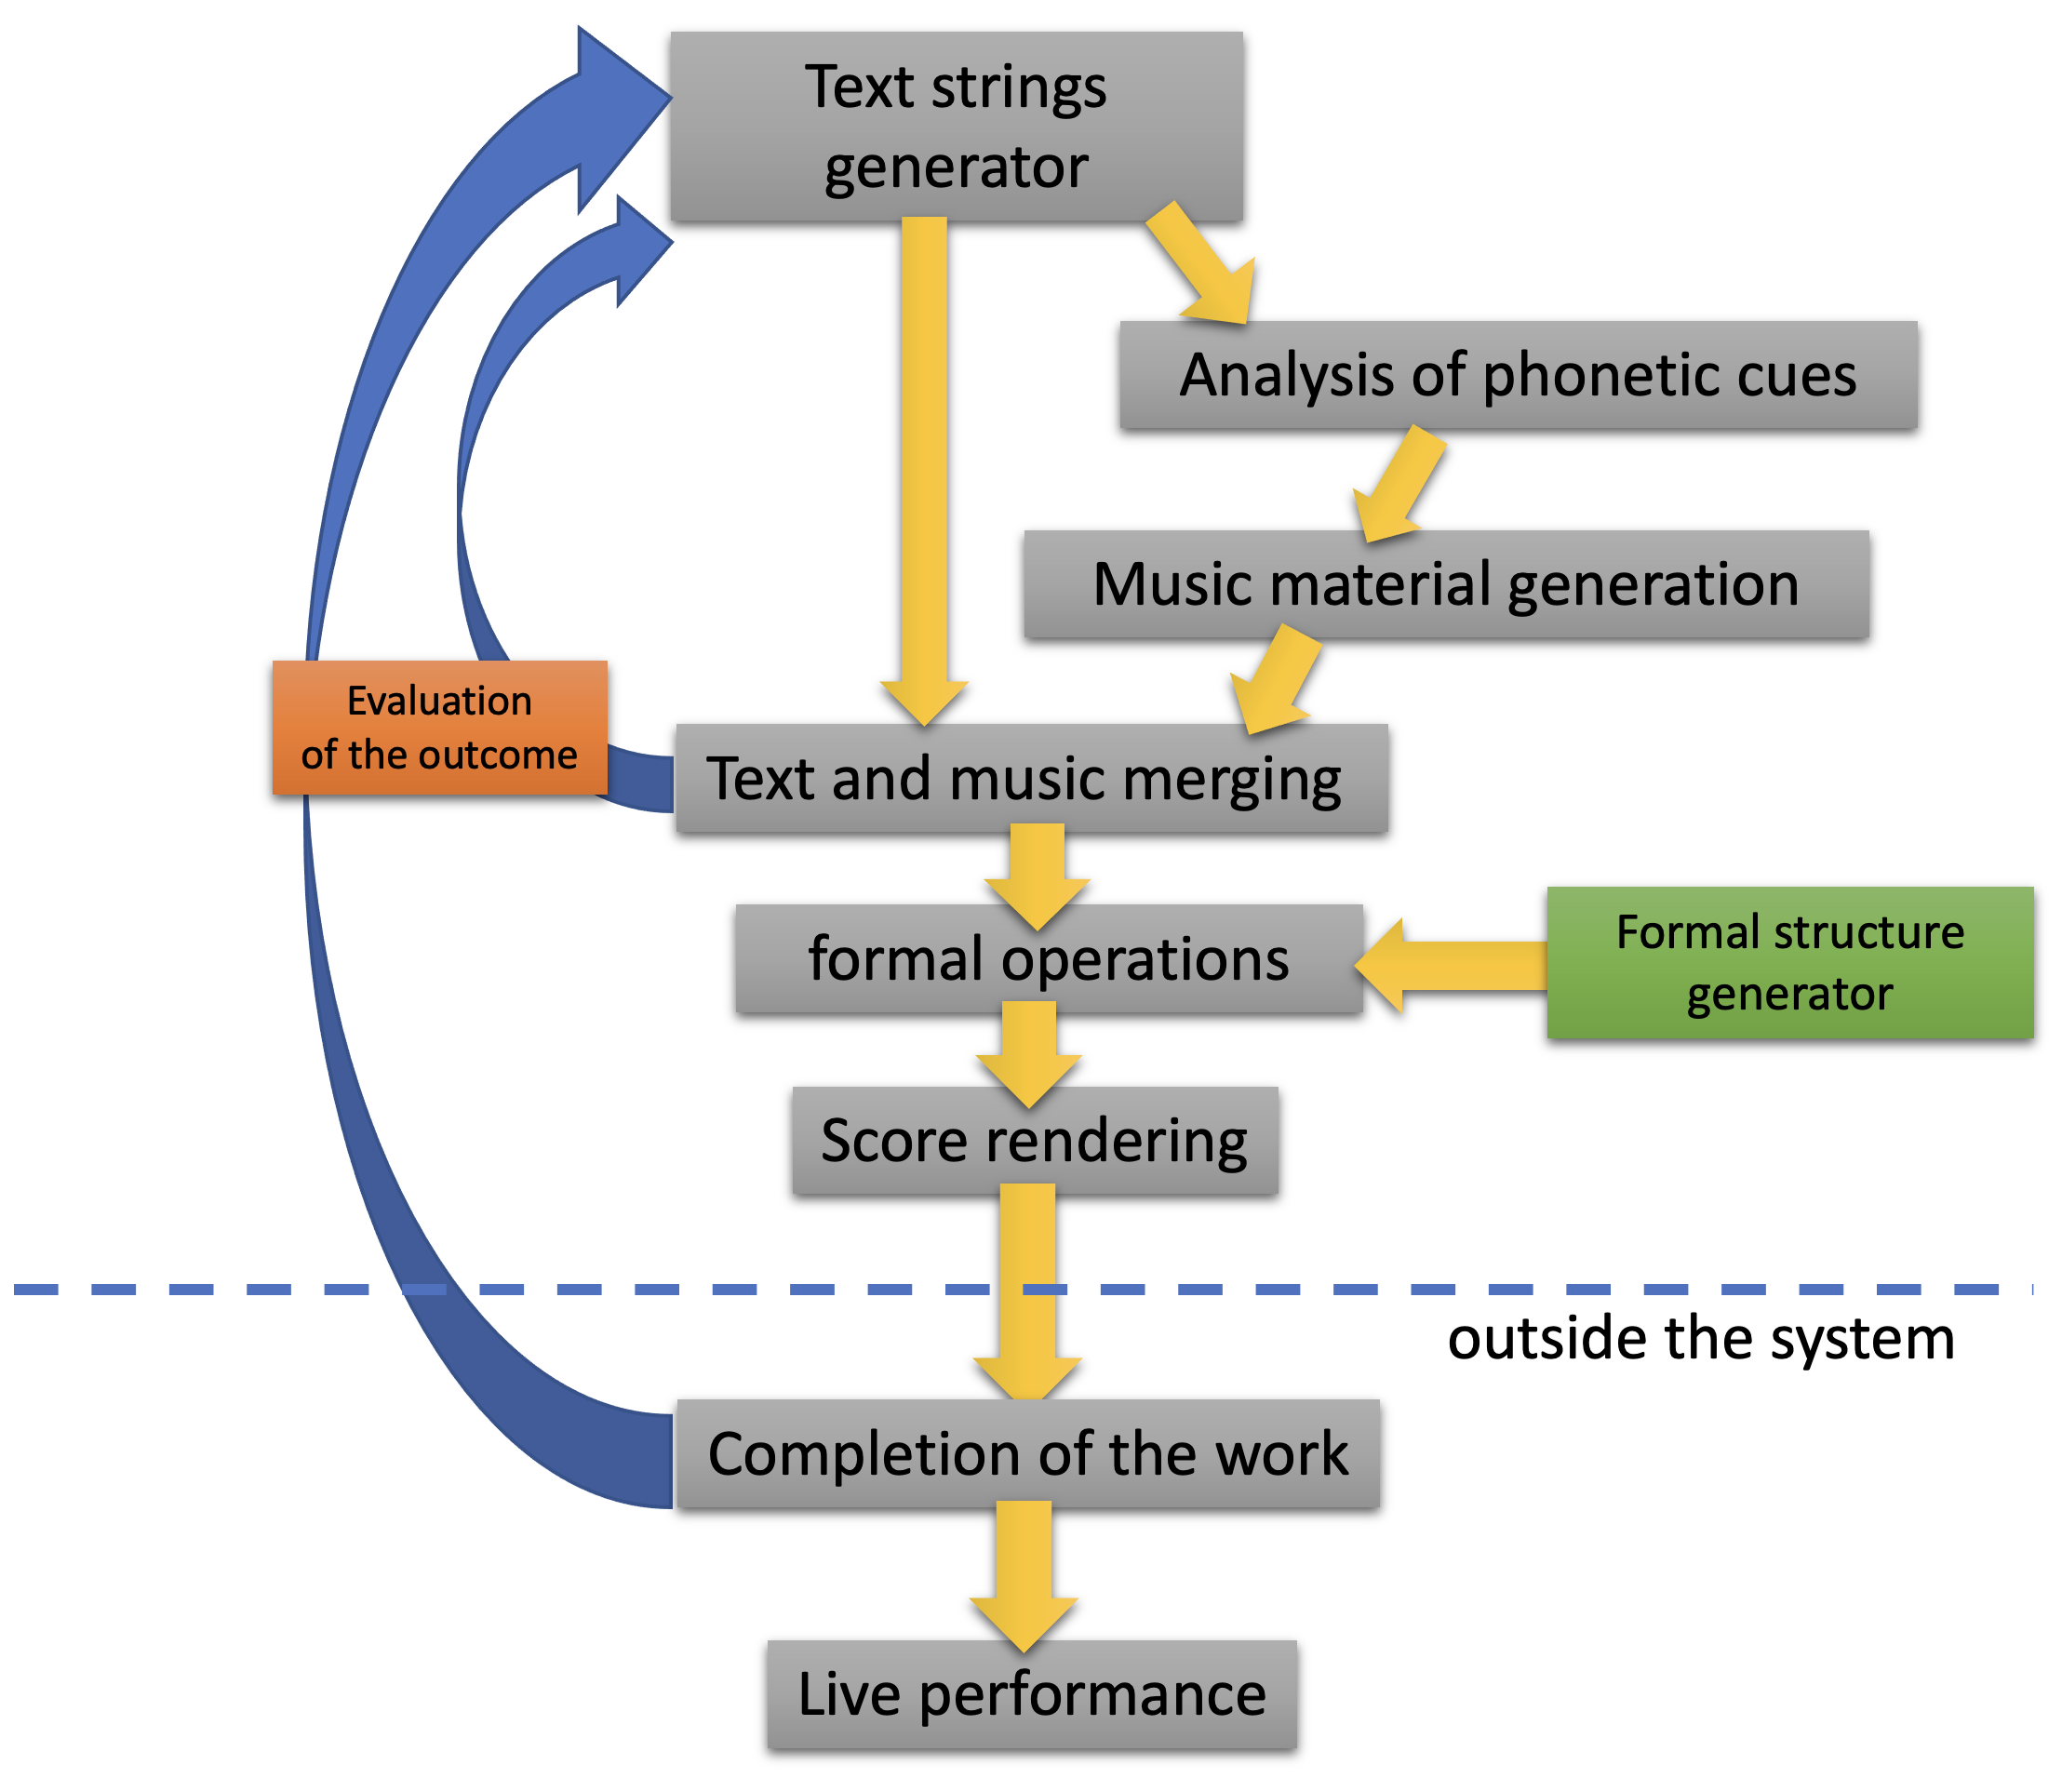 Text strings
generator
Analysis of phonetic cues
Music material generation
Evaluation
of the outcome
Text and music merging
formal operations
Formal structure
generator
Score rendering
outside the system
Completion of the work
Live performance